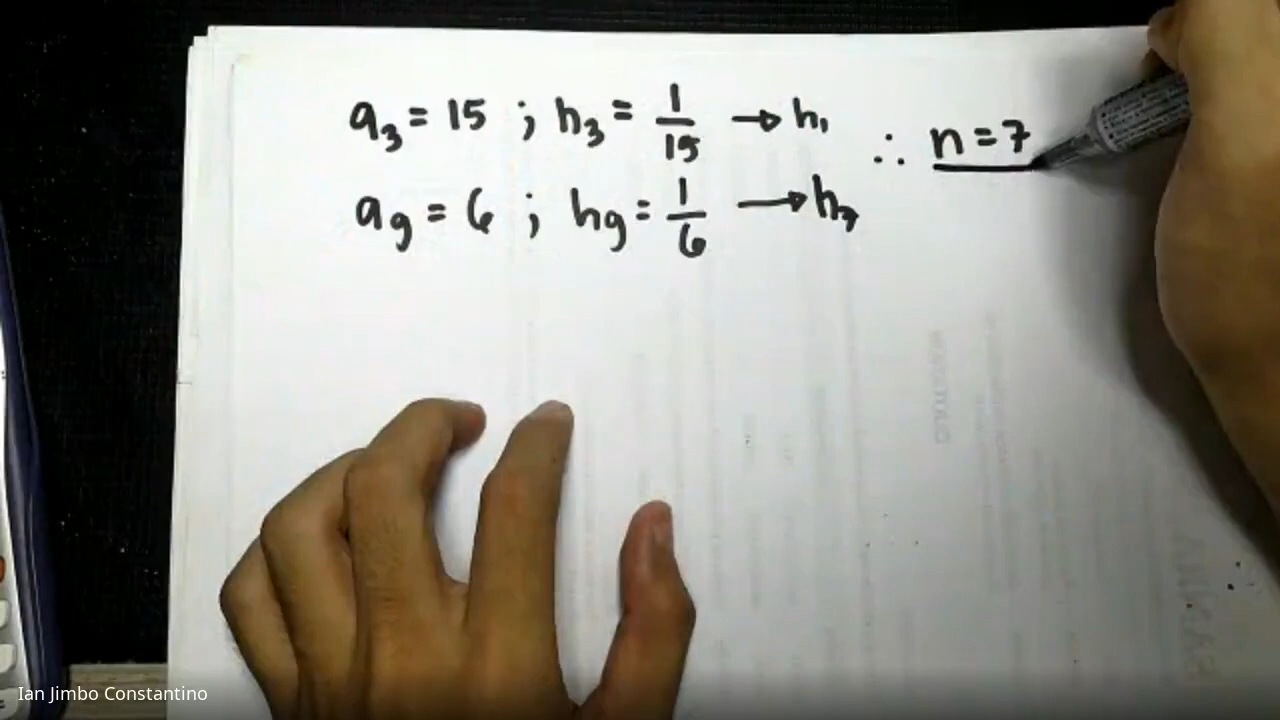 a₃ = 15 ; h₃ = 1/15 → h₁
∴ n = 7
a₉ = 6 ; h₉ = 1/6 → h₇
Ian Jimbo Constantino